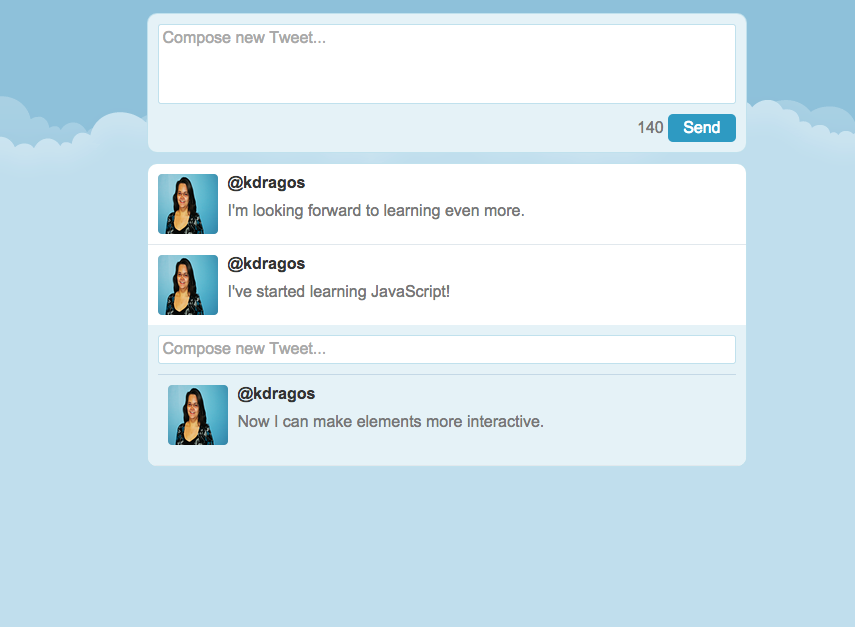 Compose new Tweet...
140 Send
@kdragos
I'm looking forward to learning even more.
@kdragos
I've started learning JavaScript!
Compose new Tweet...
@kdragos
Now I can make elements more interactive.